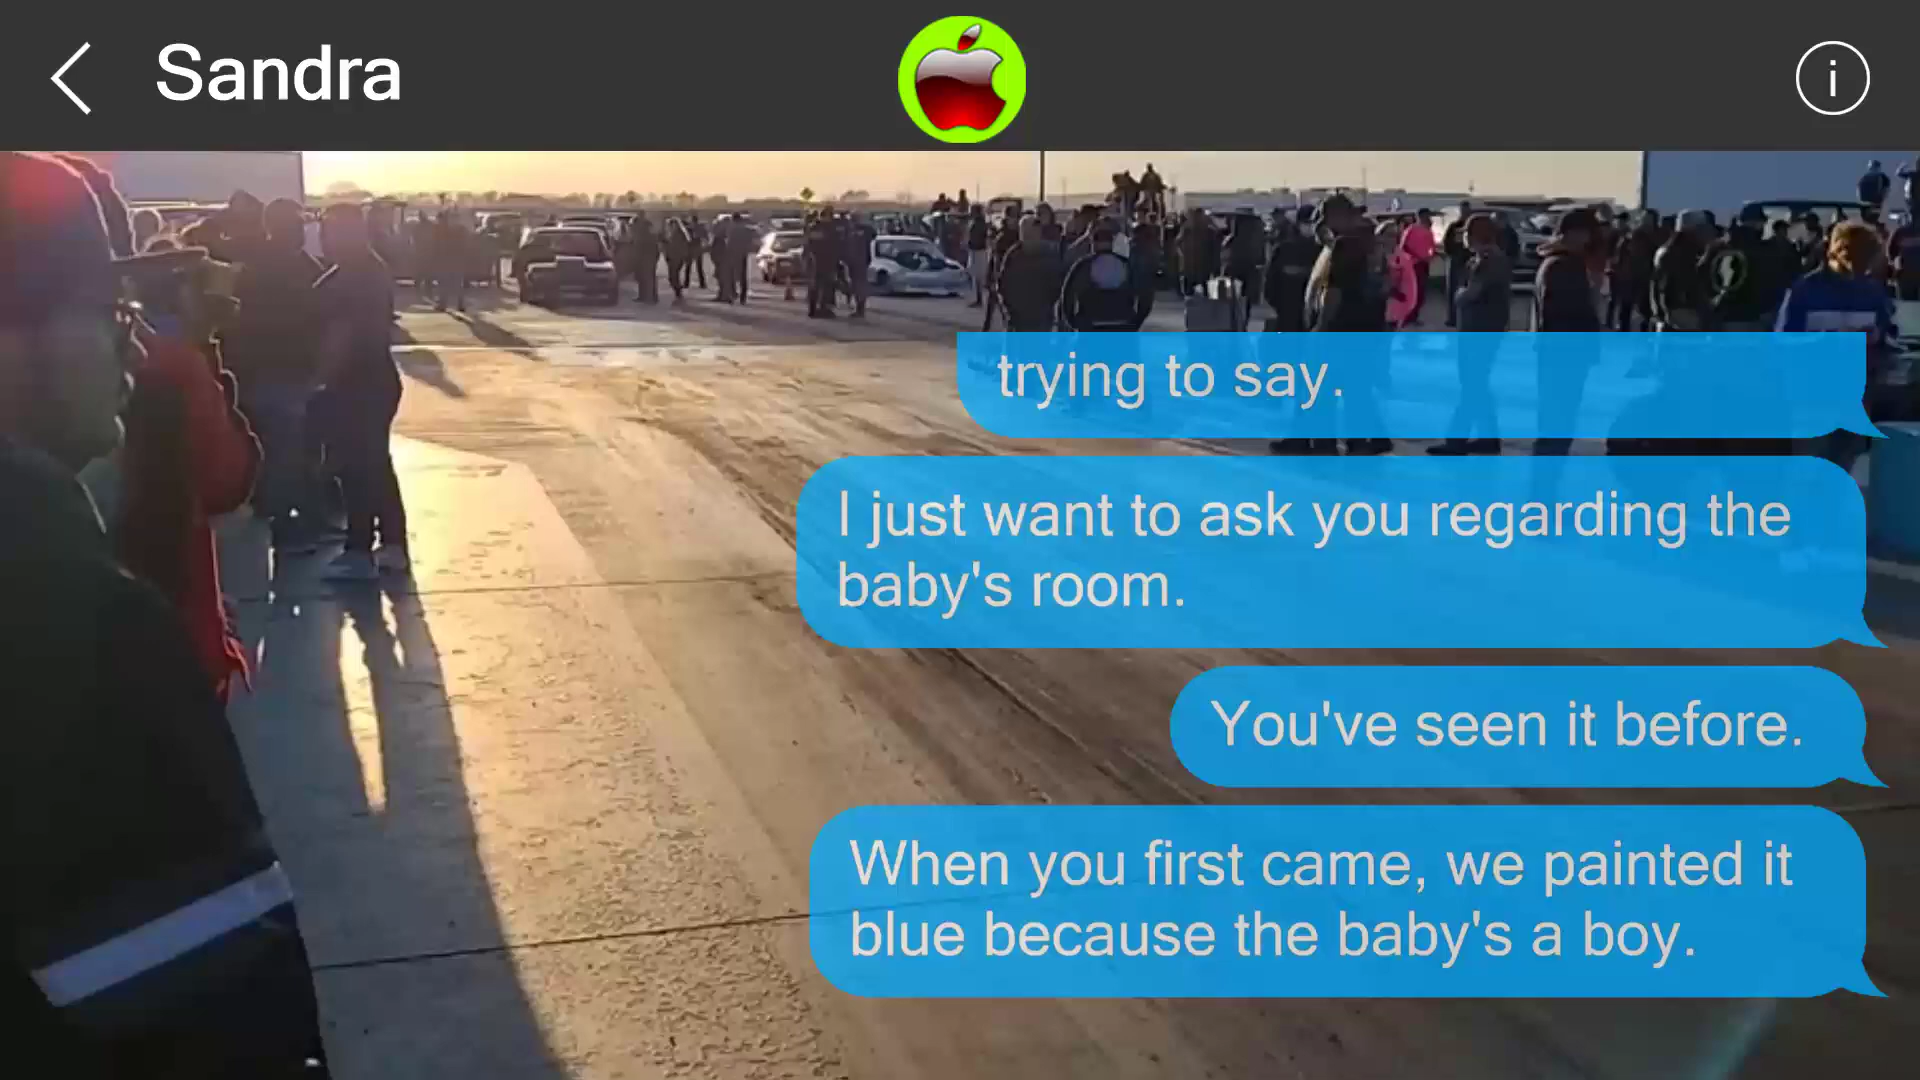 Sandra
trying to say.
I just want to ask you regarding the
baby's room.
You've seen it before.
When you first came, we painted it
blue because the baby's a boy.